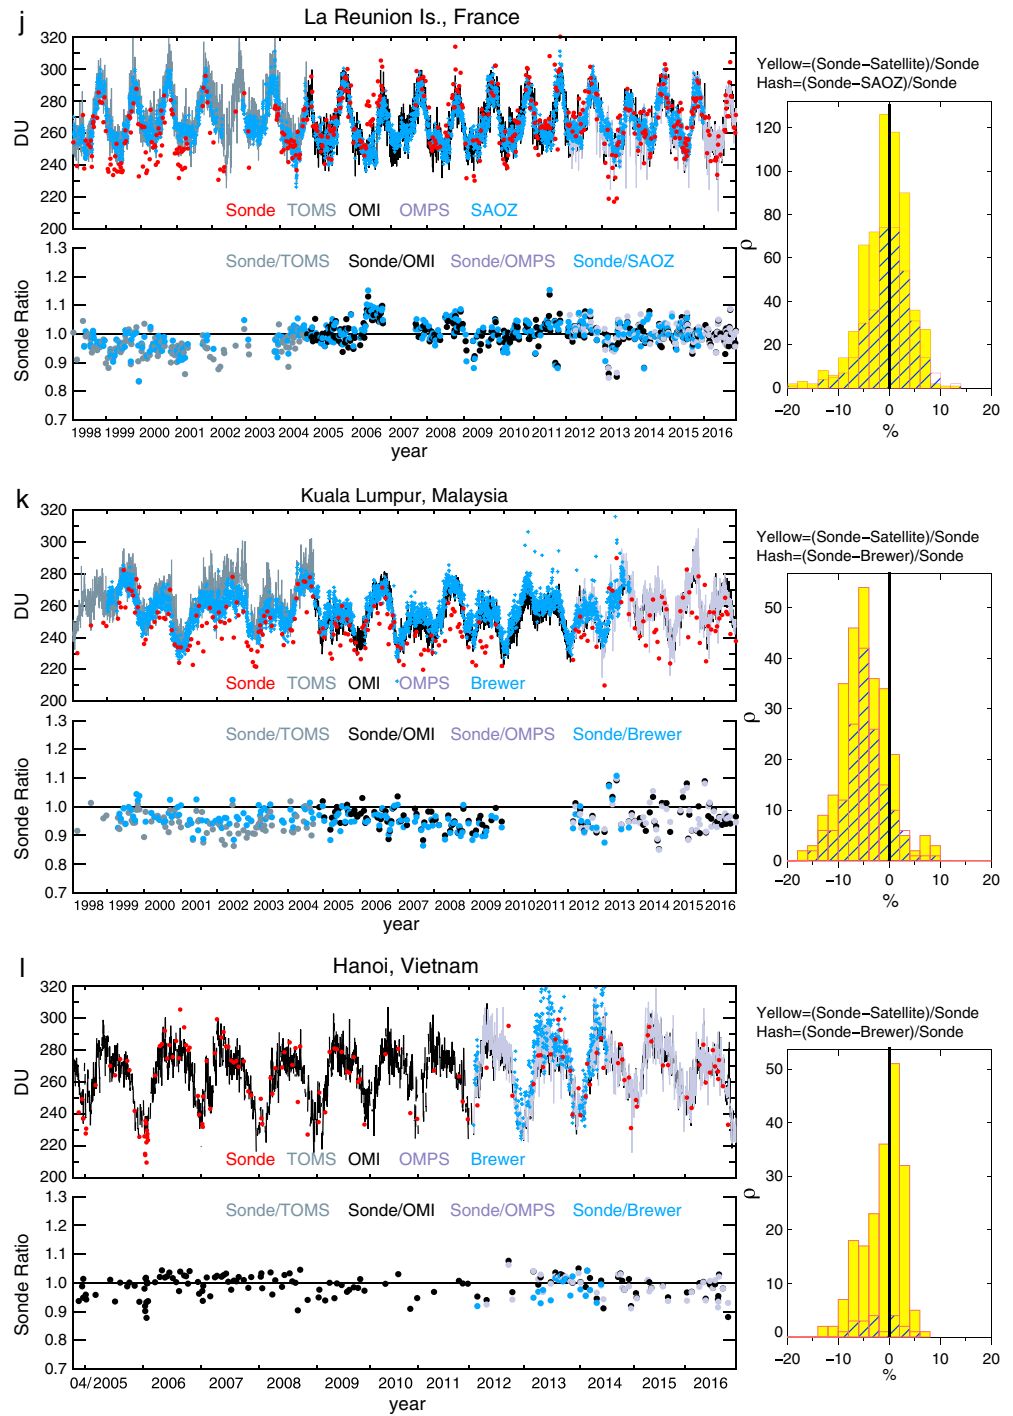 j
La Reunion Is., France
320
300
280
260
240
220
200
DU
Sonde TOMS OMI OMPS SAOZ
1.3
1.2
1.1
1.0
0.9
0.8
0.7
Sonde Ratio
Sonde/TOMS Sonde/OMI Sonde/OMPS Sonde/SAOZ
1998 1999 2000 2001 2002 2003 2004 2005 2006 2007 2008 2009 2010 2011 2012 2013 2014 2015 2016
year
Yellow=(Sonde-Satellite)/Sonde
Hash=(Sonde-SAOZ)/Sonde
120
100
80
60
40
20
0
ρ
-20 -10 0 10 20
%
k
Kuala Lumpur, Malaysia
320
300
280
260
240
220
200
DU
Sonde TOMS OMI OMPS Brewer
1.3
1.2
1.1
1.0
0.9
0.8
0.7
Sonde Ratio
Sonde/TOMS Sonde/OMI Sonde/OMPS Sonde/Brewer
1998 1999 2000 2001 2002 2003 2004 2005 2006 2007 2008 2009 2010 2011 2012 2013 2014 2015 2016
year
Yellow=(Sonde-Satellite)/Sonde
Hash=(Sonde-Brewer)/Sonde
50
40
30
20
10
0
ρ
-20 -10 0 10 20
%
l
Hanoi, Vietnam
320
300
280
260
240
220
200
DU
Sonde TOMS OMI OMPS Brewer
1.3
1.2
1.1
1.0
0.9
0.8
0.7
Sonde Ratio
Sonde/TOMS Sonde/OMI Sonde/OMPS Sonde/Brewer
04/2005 2006 2007 2008 2009 2010 2011 2012 2013 2014 2015 2016
year
Yellow=(Sonde-Satellite)/Sonde
Hash=(Sonde-Brewer)/Sonde
50
40
30
20
10
0
ρ
-20 -10 0 10 20
%